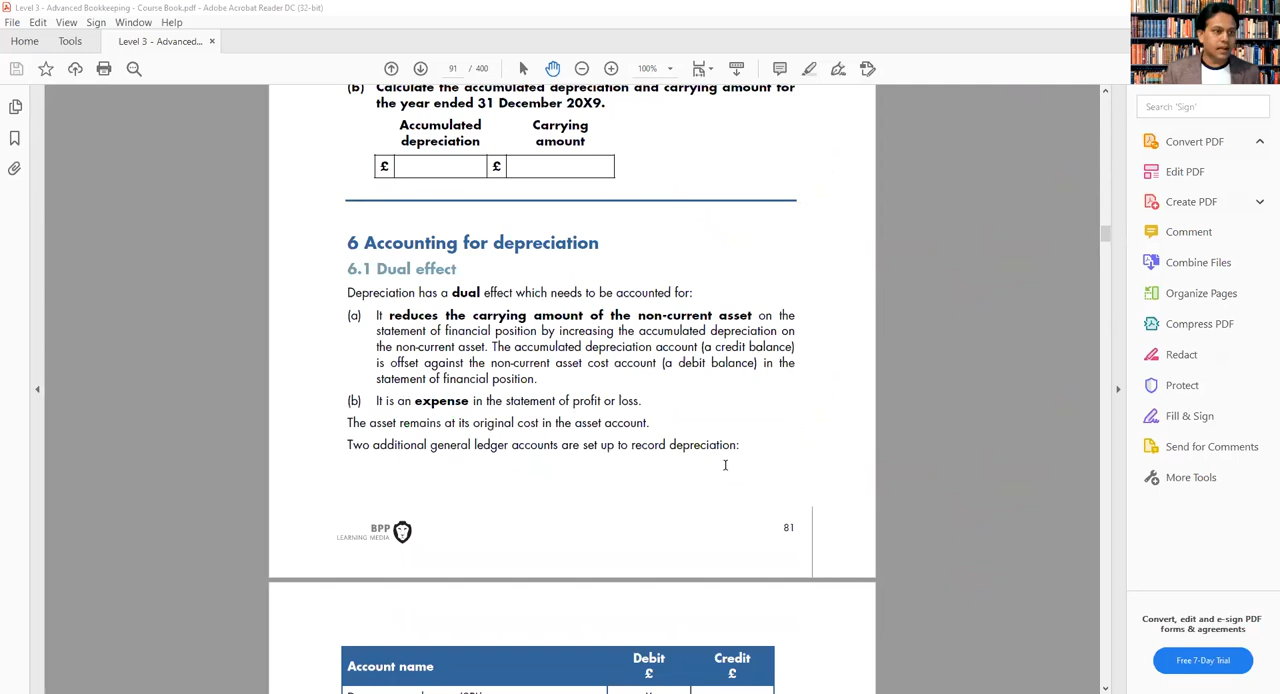 Level 3 - Advanced Bookkeeping - Course Book.pdf - Adobe Acrobat Reader DC (32-bit)
File Edit View Sign Window Help
Home Tools Level 3 - Advanced... ×
91 / 400 100%
(b) Calculate the accumulated depreciation and carrying amount for
the year ended 31 December 20X9.
Accumulated Carrying
depreciation amount
£ £
6 Accounting for depreciation
6.1 Dual effect
Depreciation has a dual effect which needs to be accounted for:
(a) It reduces the carrying amount of the non-current asset on the
statement of financial position by increasing the accumulated depreciation on
the non-current asset. The accumulated depreciation account (a credit balance)
is offset against the non-current asset cost account (a debit balance) in the
statement of financial position.
(b) It is an expense in the statement of profit or loss.
The asset remains at its original cost in the asset account.
Two additional general ledger accounts are set up to record depreciation:
BPP
LEARNING MEDIA
81
Account name Debit Credit
£ £
Search 'Sign'
Convert PDF
Edit PDF
Create PDF
Comment
Combine Files
Organize Pages
Compress PDF
Redact
Protect
Fill & Sign
Send for Comments
More Tools
Convert, edit and e-sign PDF
forms & agreements
Free 7-Day Trial